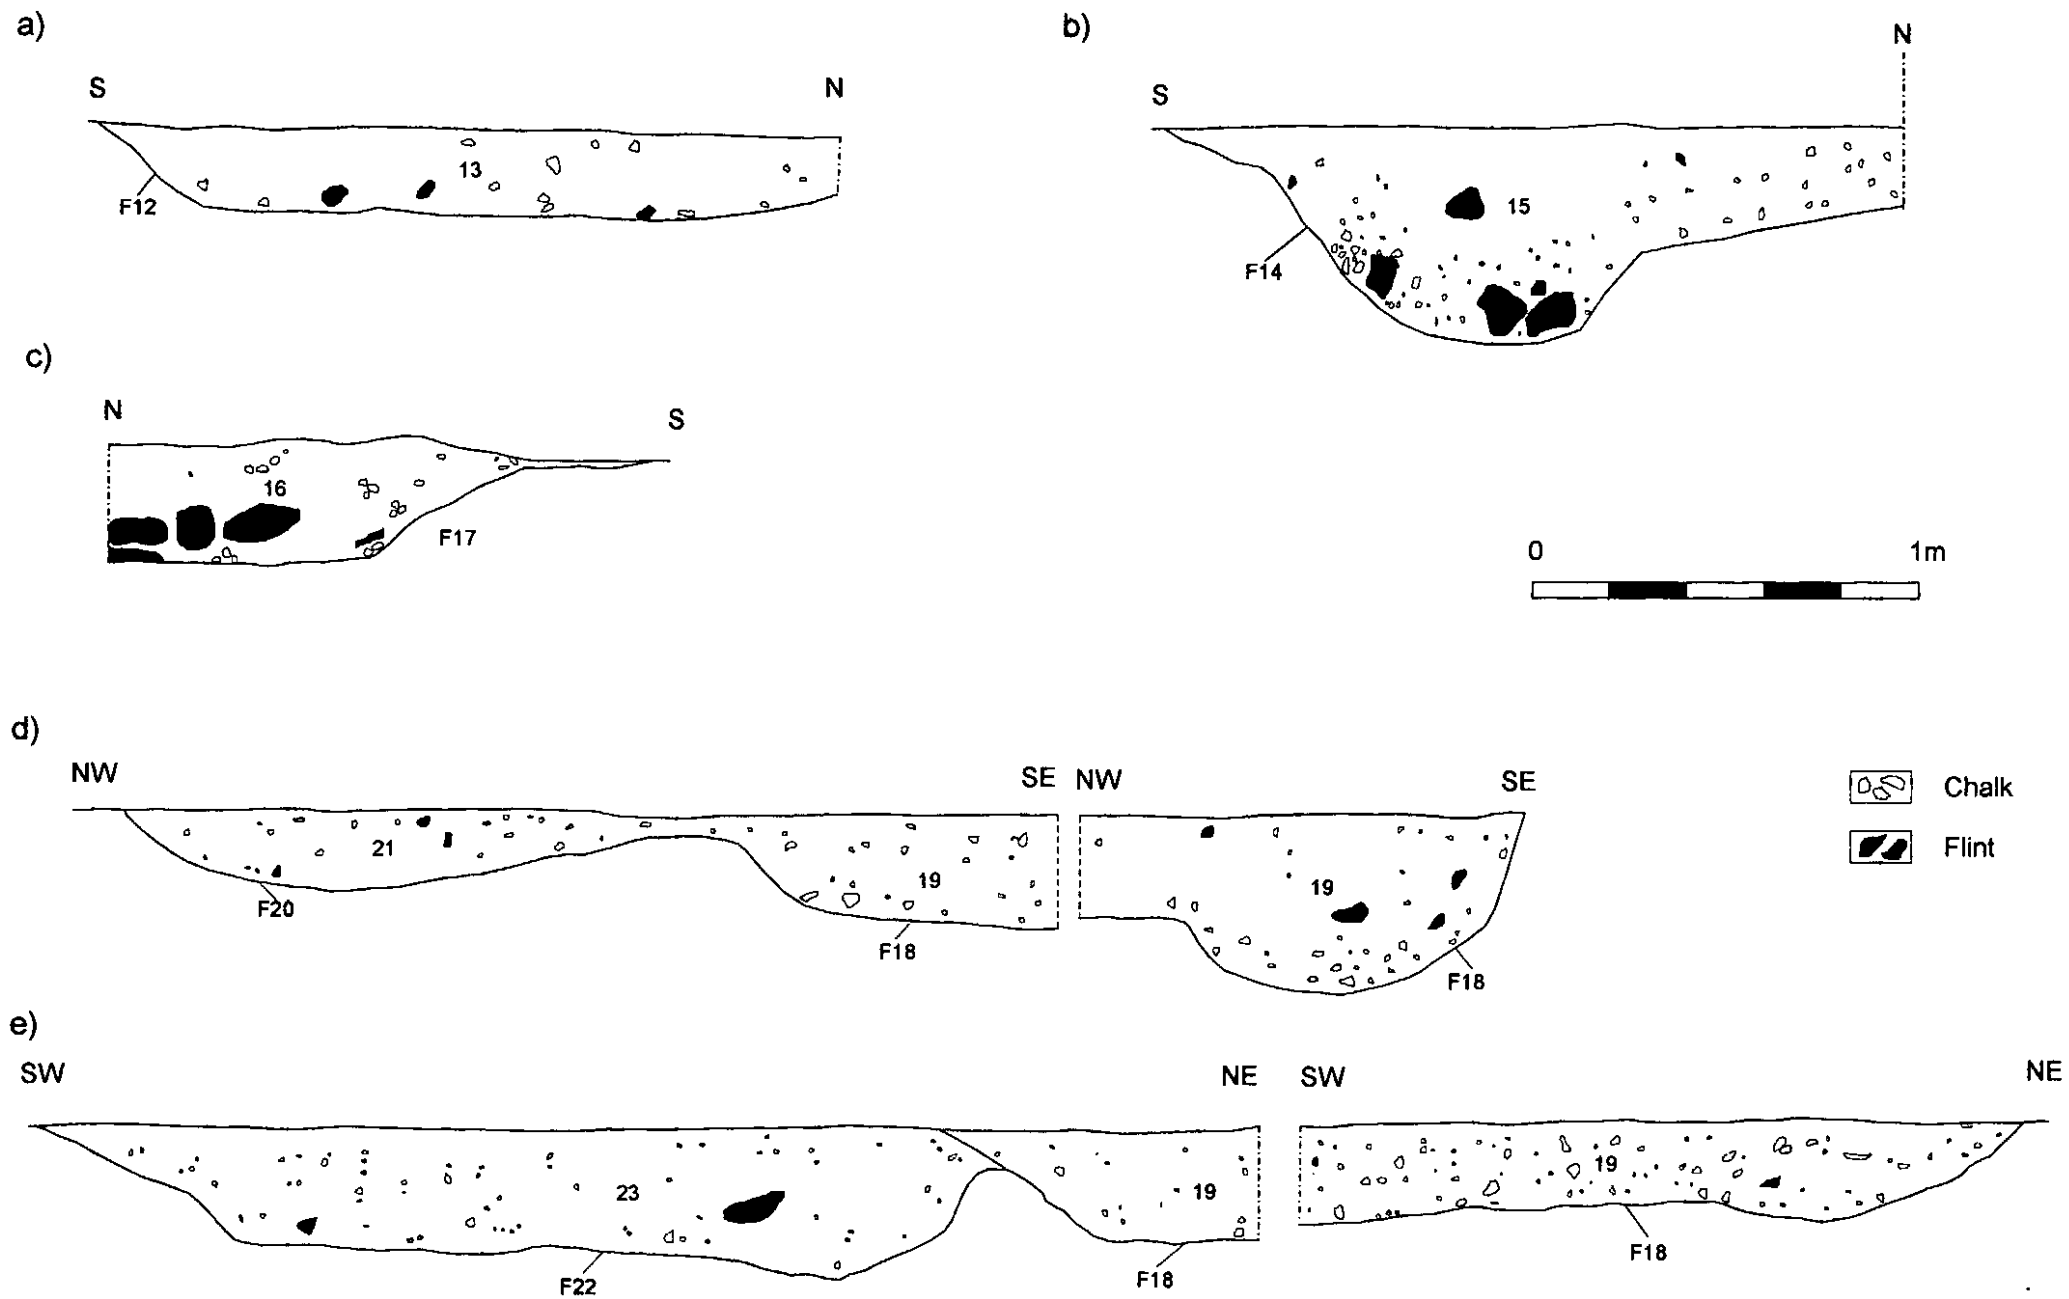 a)
S N
13
F12
b)
N
S
15
F14
c)
N S
16
F17
0 1m
d)
NW SE NW SE
21 19 19
F20 F18 F18
Chalk
Flint
e)
SW NE SW NE
23 19 19
F22 F18 F18